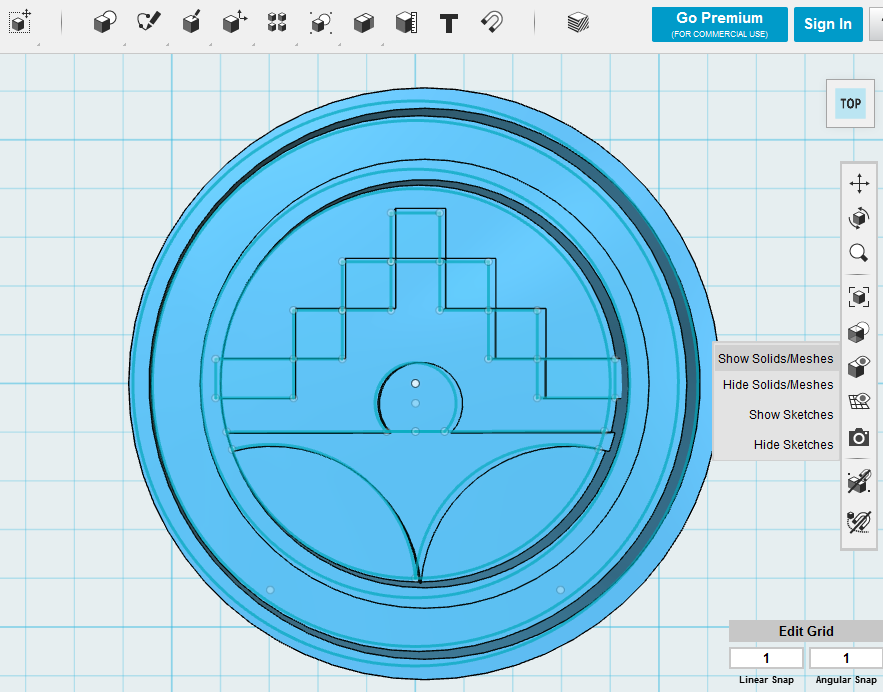 Go Premium
(FOR COMMERCIAL USE)
Sign In
TOP
Show Solids/Meshes
Hide Solids/Meshes
Show Sketches
Hide Sketches
Edit Grid
1
1
Linear Snap
Angular Snap